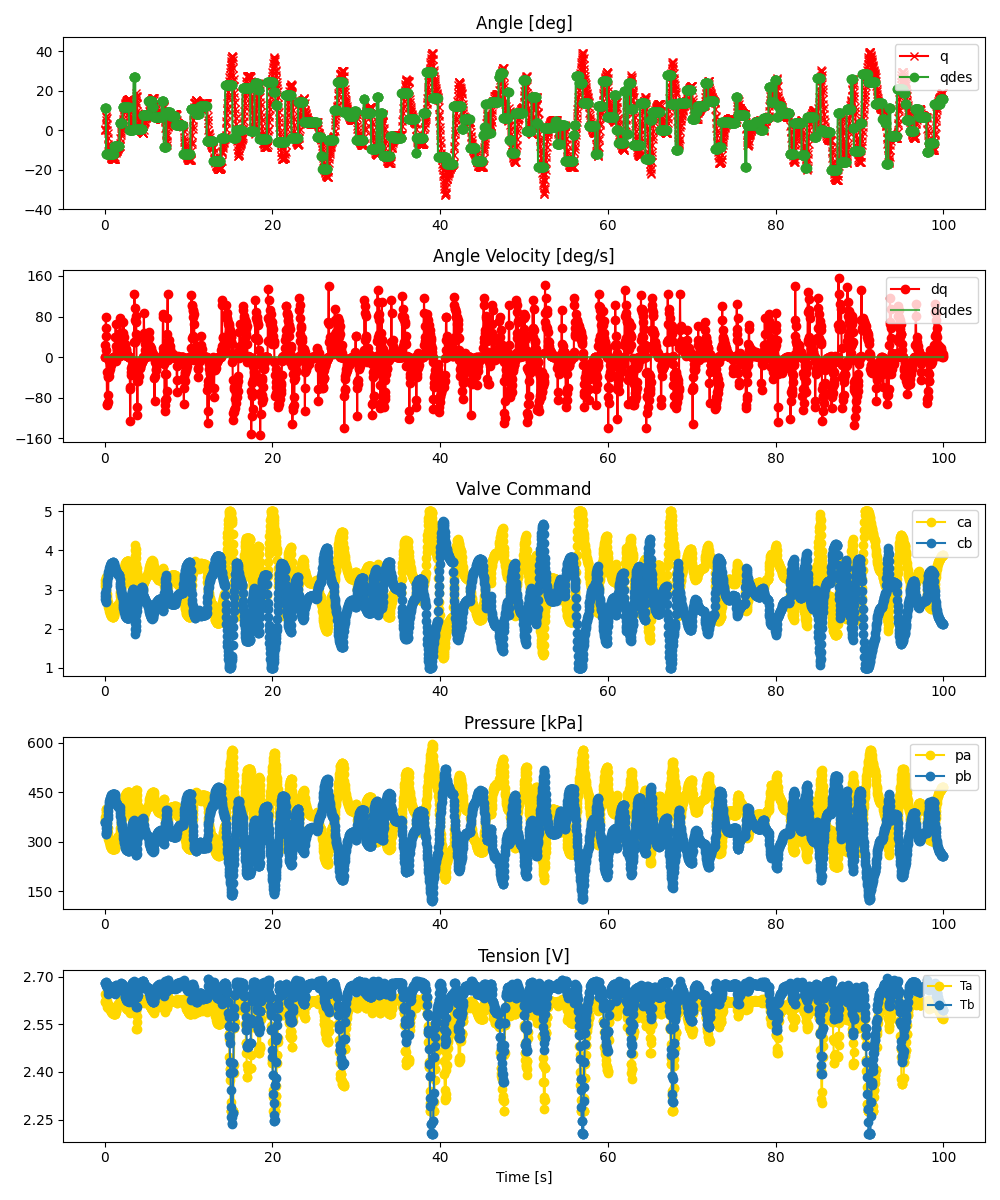 Angle [deg]
40
20
0
−20
−40
q
qdes
0 20 40 60 80 100
Angle Velocity [deg/s]
160
80
0
−80
−160
dq
dqdes
0 20 40 60 80 100
Valve Command
5
4
3
2
1
ca
cb
0 20 40 60 80 100
Pressure [kPa]
600
450
300
150
pa
pb
0 20 40 60 80 100
Tension [V]
2.70
2.55
2.40
2.25
Ta
Tb
0 20 40 60 80 100
Time [s]